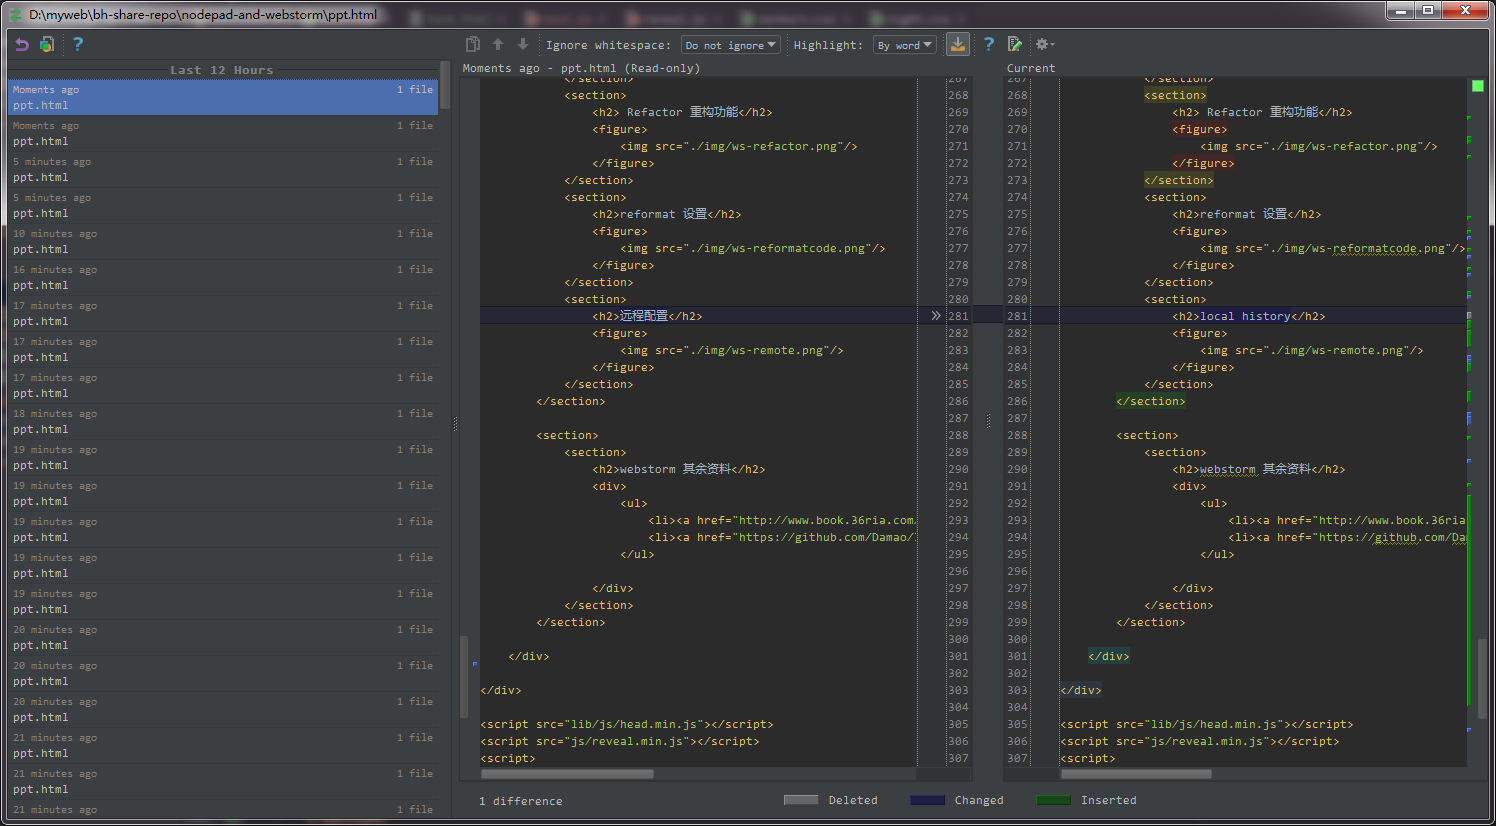 D:\myweb\bh-share-repo\nodepad-and-webstorm\ppt.html
Ignore whitespace: Do not ignore Highlight: By word
Last 12 Hours
Moments ago 1 file
ppt.html
Moments ago 1 file
ppt.html
5 minutes ago 1 file
ppt.html
5 minutes ago 1 file
ppt.html
10 minutes ago 1 file
ppt.html
16 minutes ago 1 file
ppt.html
17 minutes ago 1 file
ppt.html
17 minutes ago 1 file
ppt.html
17 minutes ago 1 file
ppt.html
18 minutes ago 1 file
ppt.html
19 minutes ago 1 file
ppt.html
19 minutes ago 1 file
ppt.html
19 minutes ago 1 file
ppt.html
19 minutes ago 1 file
ppt.html
19 minutes ago 1 file
ppt.html
20 minutes ago 1 file
ppt.html
20 minutes ago 1 file
ppt.html
20 minutes ago 1 file
ppt.html
21 minutes ago 1 file
ppt.html
21 minutes ago 1 file
ppt.html
21 minutes ago 1 file
Moments ago - ppt.html (Read-only)
</section> 267
<section> 268
<h2> Refactor 重构功能</h2> 269
<figure> 270
<img src="./img/ws-refactor.png"/> 271
</figure> 272
</section> 273
<section> 274
<h2>reformat 设置</h2> 275
<figure> 276
<img src="./img/ws-reformatcode.png"/> 277
</figure> 278
</section> 279
<section> 280
<h2>远程配置</h2> 281
<figure> 282
<img src="./img/ws-remote.png"/> 283
</figure> 284
</section> 285
</section> 286
287
<section> 288
<section> 289
<h2>webstorm 其余资料</h2> 290
<div> 291
<ul> 292
<li><a href="http://www.book.36ria.com/ 293
<li><a href="https://github.com/Damao/ 294
</ul> 295
296
</div> 297
</section> 298
</section> 299
300
</div> 301
302
</div> 303
304
<script src="lib/js/head.min.js"></script> 305
<script src="js/reveal.min.js"></script> 306
<script> 307
Current
267 </section>
268 <section>
269 <h2> Refactor 重构功能</h2>
270 <figure>
271 <img src="./img/ws-refactor.png"/>
272 </figure>
273 </section>
274 <section>
275 <h2>reformat 设置</h2>
276 <figure>
277 <img src="./img/ws-reformatcode.png"/>
278 </figure>
279 </section>
280 <section>
281 <h2>local history</h2>
282 <figure>
283 <img src="./img/ws-remote.png"/>
284 </figure>
285 </section>
286 </section>
287
288 <section>
289 <section>
290 <h2>webstorm 其余资料</h2>
291 <div>
292 <ul>
293 <li><a href="http://www.book.36ria
294 <li><a href="https://github.com/Da
295 </ul>
296
297 </div>
298 </section>
299 </section>
300
301 </div>
302
303 </div>
304
305 <script src="lib/js/head.min.js"></script>
306 <script src="js/reveal.min.js"></script>
307 <script>
1 difference Deleted Changed Inserted